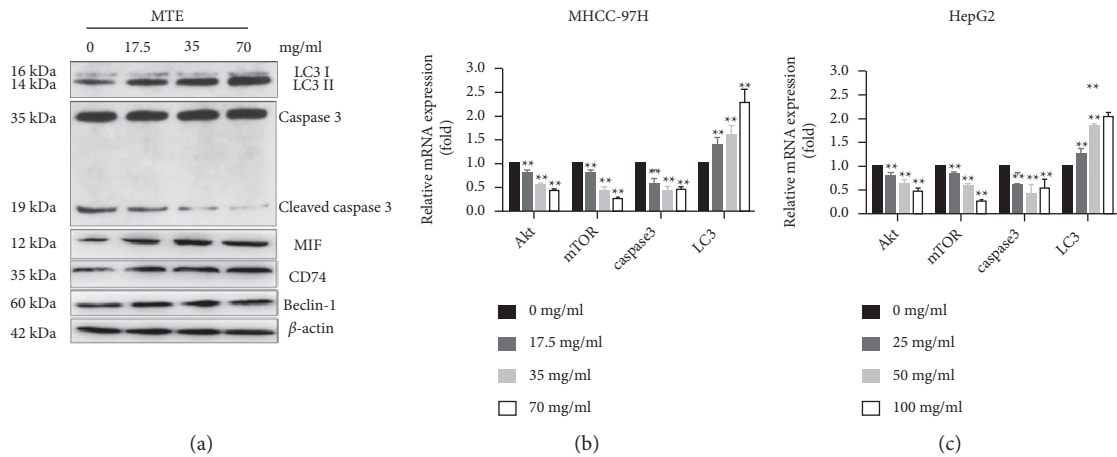 MTE
0 17.5 35 70 mg/ml
16 kDa LC3 I
14 kDa LC3 II
35 kDa Caspase 3
19 kDa Cleaved caspase 3
12 kDa MIF
35 kDa CD74
60 kDa Beclin-1
42 kDa β-actin
(a)
MHCC-97H
Relative mRNA expression
(fold)
3.0
2.5
2.0
1.5
1.0
0.5
0.0
** ** **
** ** **
** ** **
** ** **
Akt
mTOR
caspase3
LC3
0 mg/ml
17.5 mg/ml
35 mg/ml
70 mg/ml
(b)
HepG2
Relative mRNA expression
(fold)
3.0
2.5
2.0
1.5
1.0
0.5
0.0
** ** **
** ** **
** ** **
** ** **
Akt
mTOR
caspase3
LC3
0 mg/ml
25 mg/ml
50 mg/ml
100 mg/ml
(c)